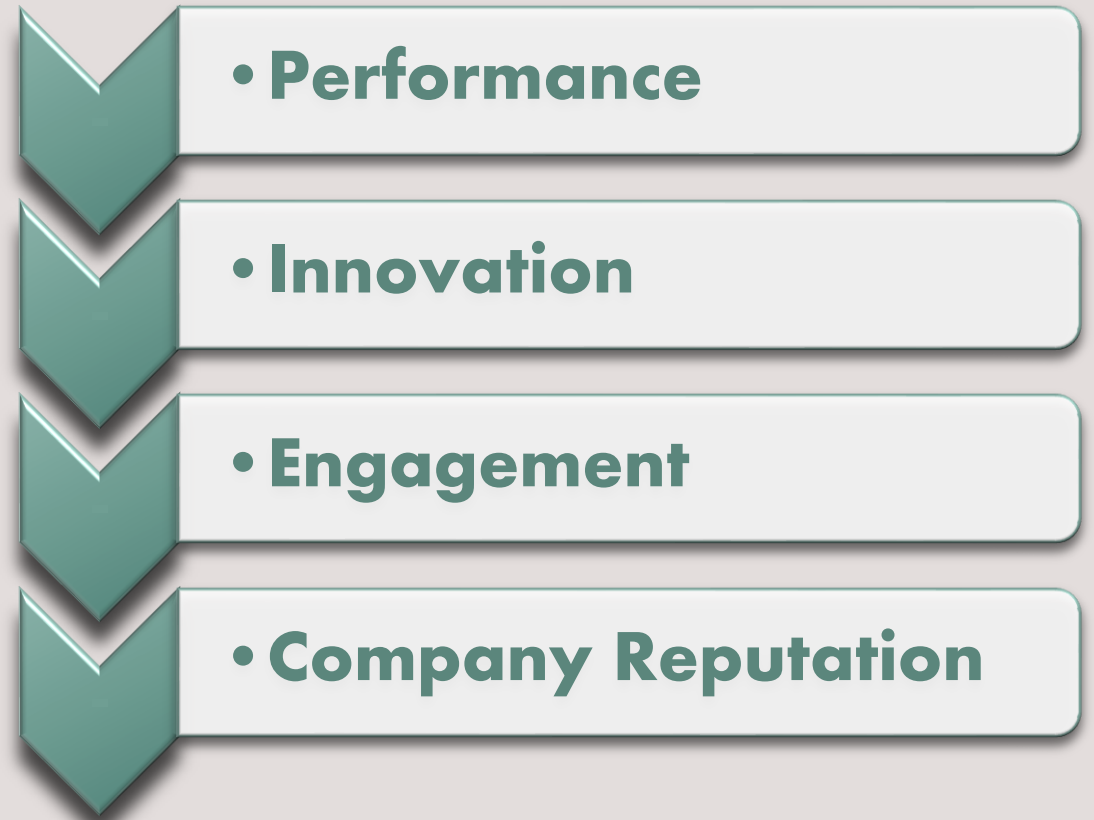 • Performance
• Innovation
• Engagement
• Company Reputation